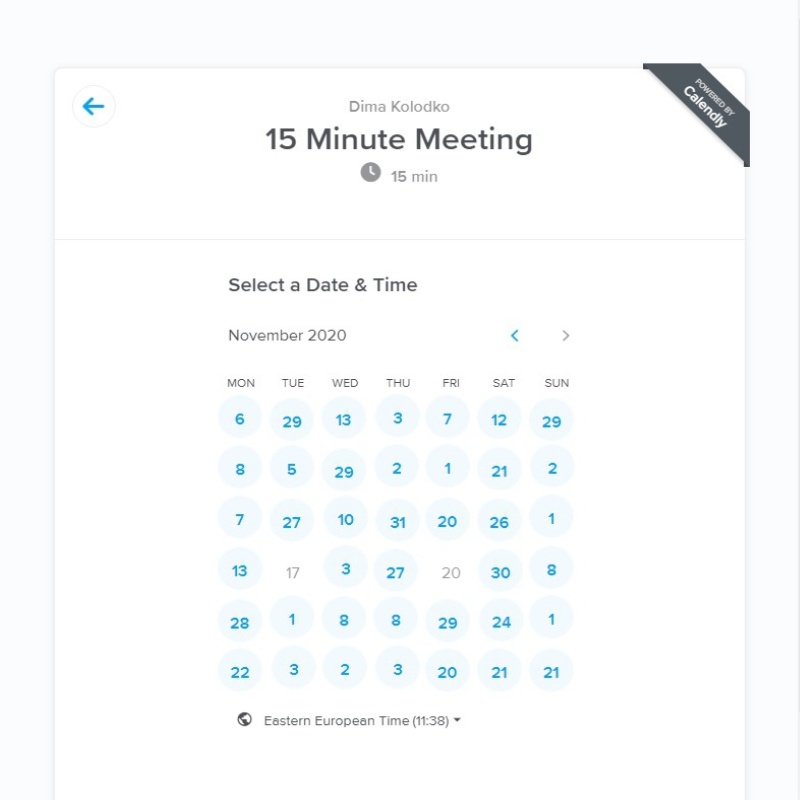 Dima Kolodko
POWERED BY
Calendly
15 Minute Meeting
15 min
Select a Date & Time
November 2020
MON TUE WED THU FRI SAT SUN
6 29 13 3 7 12 29
8 5 29 2 1 21 2
7 27 10 31 20 26 1
13 17 3 27 20 30 8
28 1 8 8 29 24 1
22 3 2 3 20 21 21
Eastern European Time (11:38)